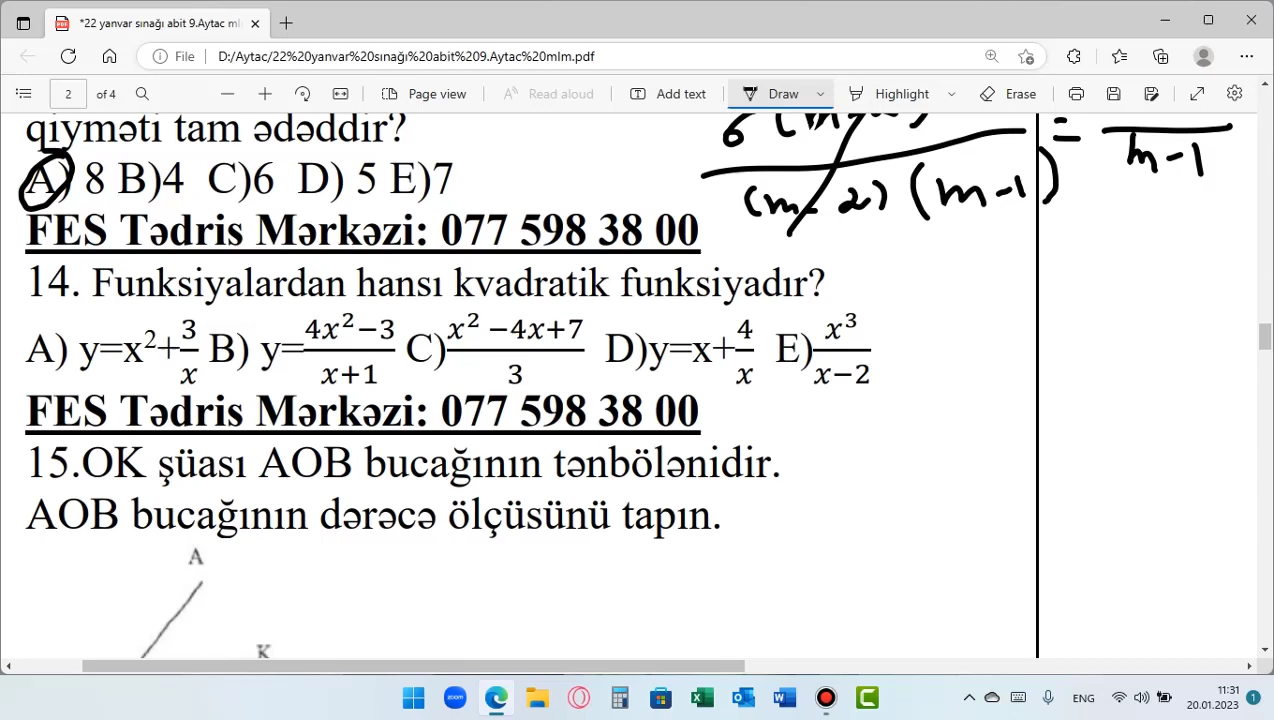 *22 yanvar sınağı abit 9.Aytac ml
File D:/Aytac/22%20yanvar%20sınağı%20abit%209.Aytac%20mlm.pdf
2 of 4 Page view Read aloud Add text Draw Highlight Erase
qiyməti tam ədəddir?
A) 8 B)4 C)6 D) 5 E)7
= m-1
(m-2) (m-1)
FES Tədris Mərkəzi: 077 598 38 00
14. Funksiyalardan hansı kvadratik funksiyadır?
A) y=x²+3/x B) y=(4x²−3)/(x+1) C)(x² −4x+7)/3 D)y=x+4/x E)x³/(x−2)
FES Tədris Mərkəzi: 077 598 38 00
15.OK şüası AOB bucağının tənbölənidir.
AOB bucağının dərəcə ölçüsünü tapın.
A
K
zoom
ENG
11:31
20.01.2023
1